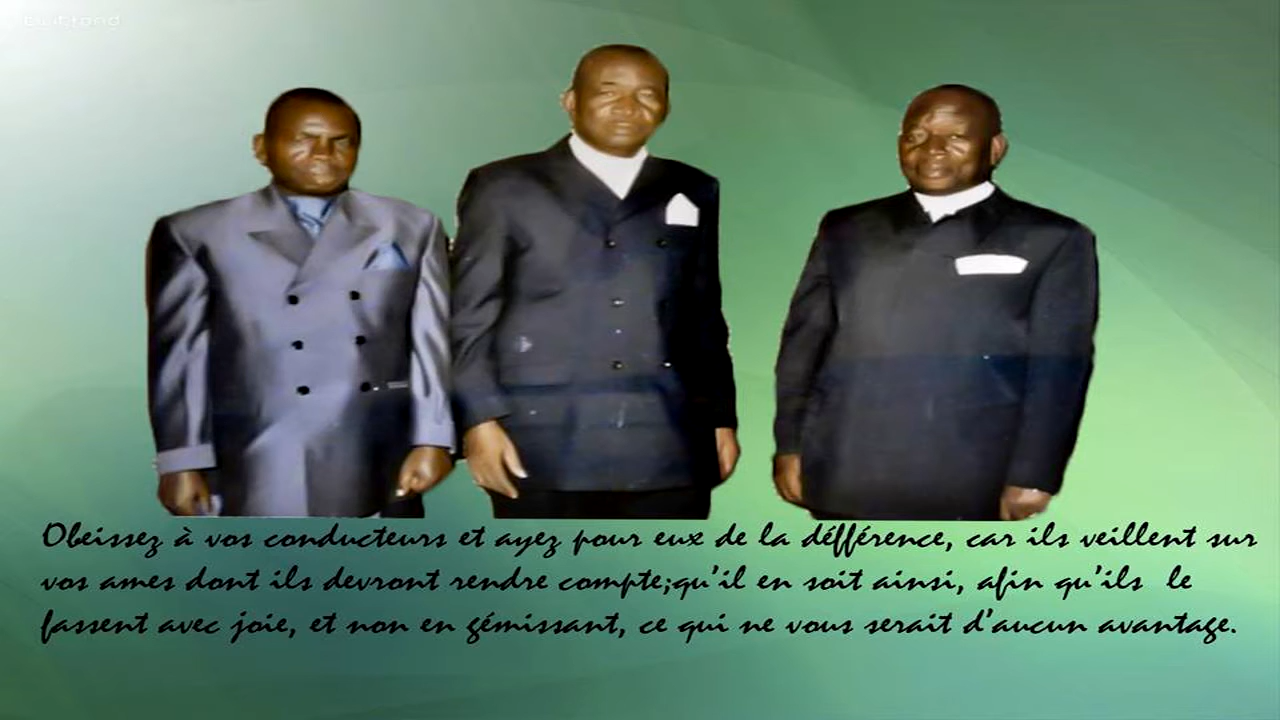 Obeissez à vos conducteurs et ayez pour eux de la défférence, car ils veillent sur
vos ames dont ils devront rendre compte;qu'il en soit ainsi, afin qu'ils le
fassent avec joie, et non en gémissant, ce qui ne vous serait d'aucun avantage.